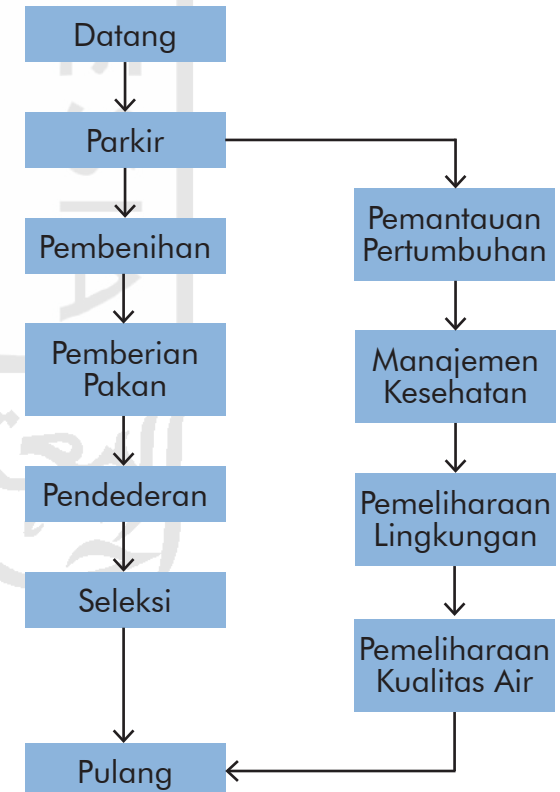 Datang
Parkir
Pembenihan
Pemberian
Pakan
Pendederan
Seleksi
Pulang
Pemantauan
Pertumbuhan
Manajemen
Kesehatan
Pemeliharaan
Lingkungan
Pemeliharaan
Kualitas Air